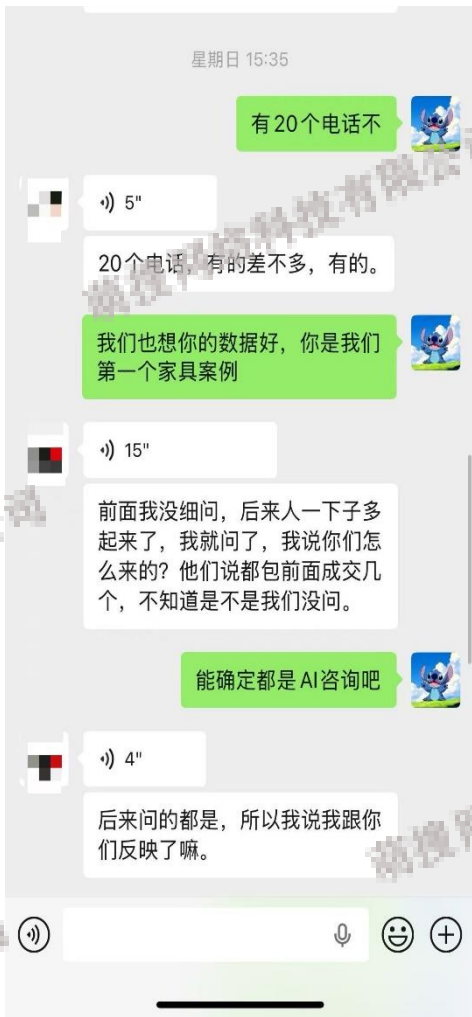 星期日 15:35
有20个电话不
5"
20个电话，有的差不多，有的。
我们也想你的数据好，你是我们
第一个家具案例
15"
前面我没细问，后来人一下子多
起来了，我就问了，我说你们怎
么来的？他们说都包前面成交几
个，不知道是不是我们没问。
能确定都是AI咨询吧
4"
后来问的都是，所以我说我跟你
们反映了嘛。